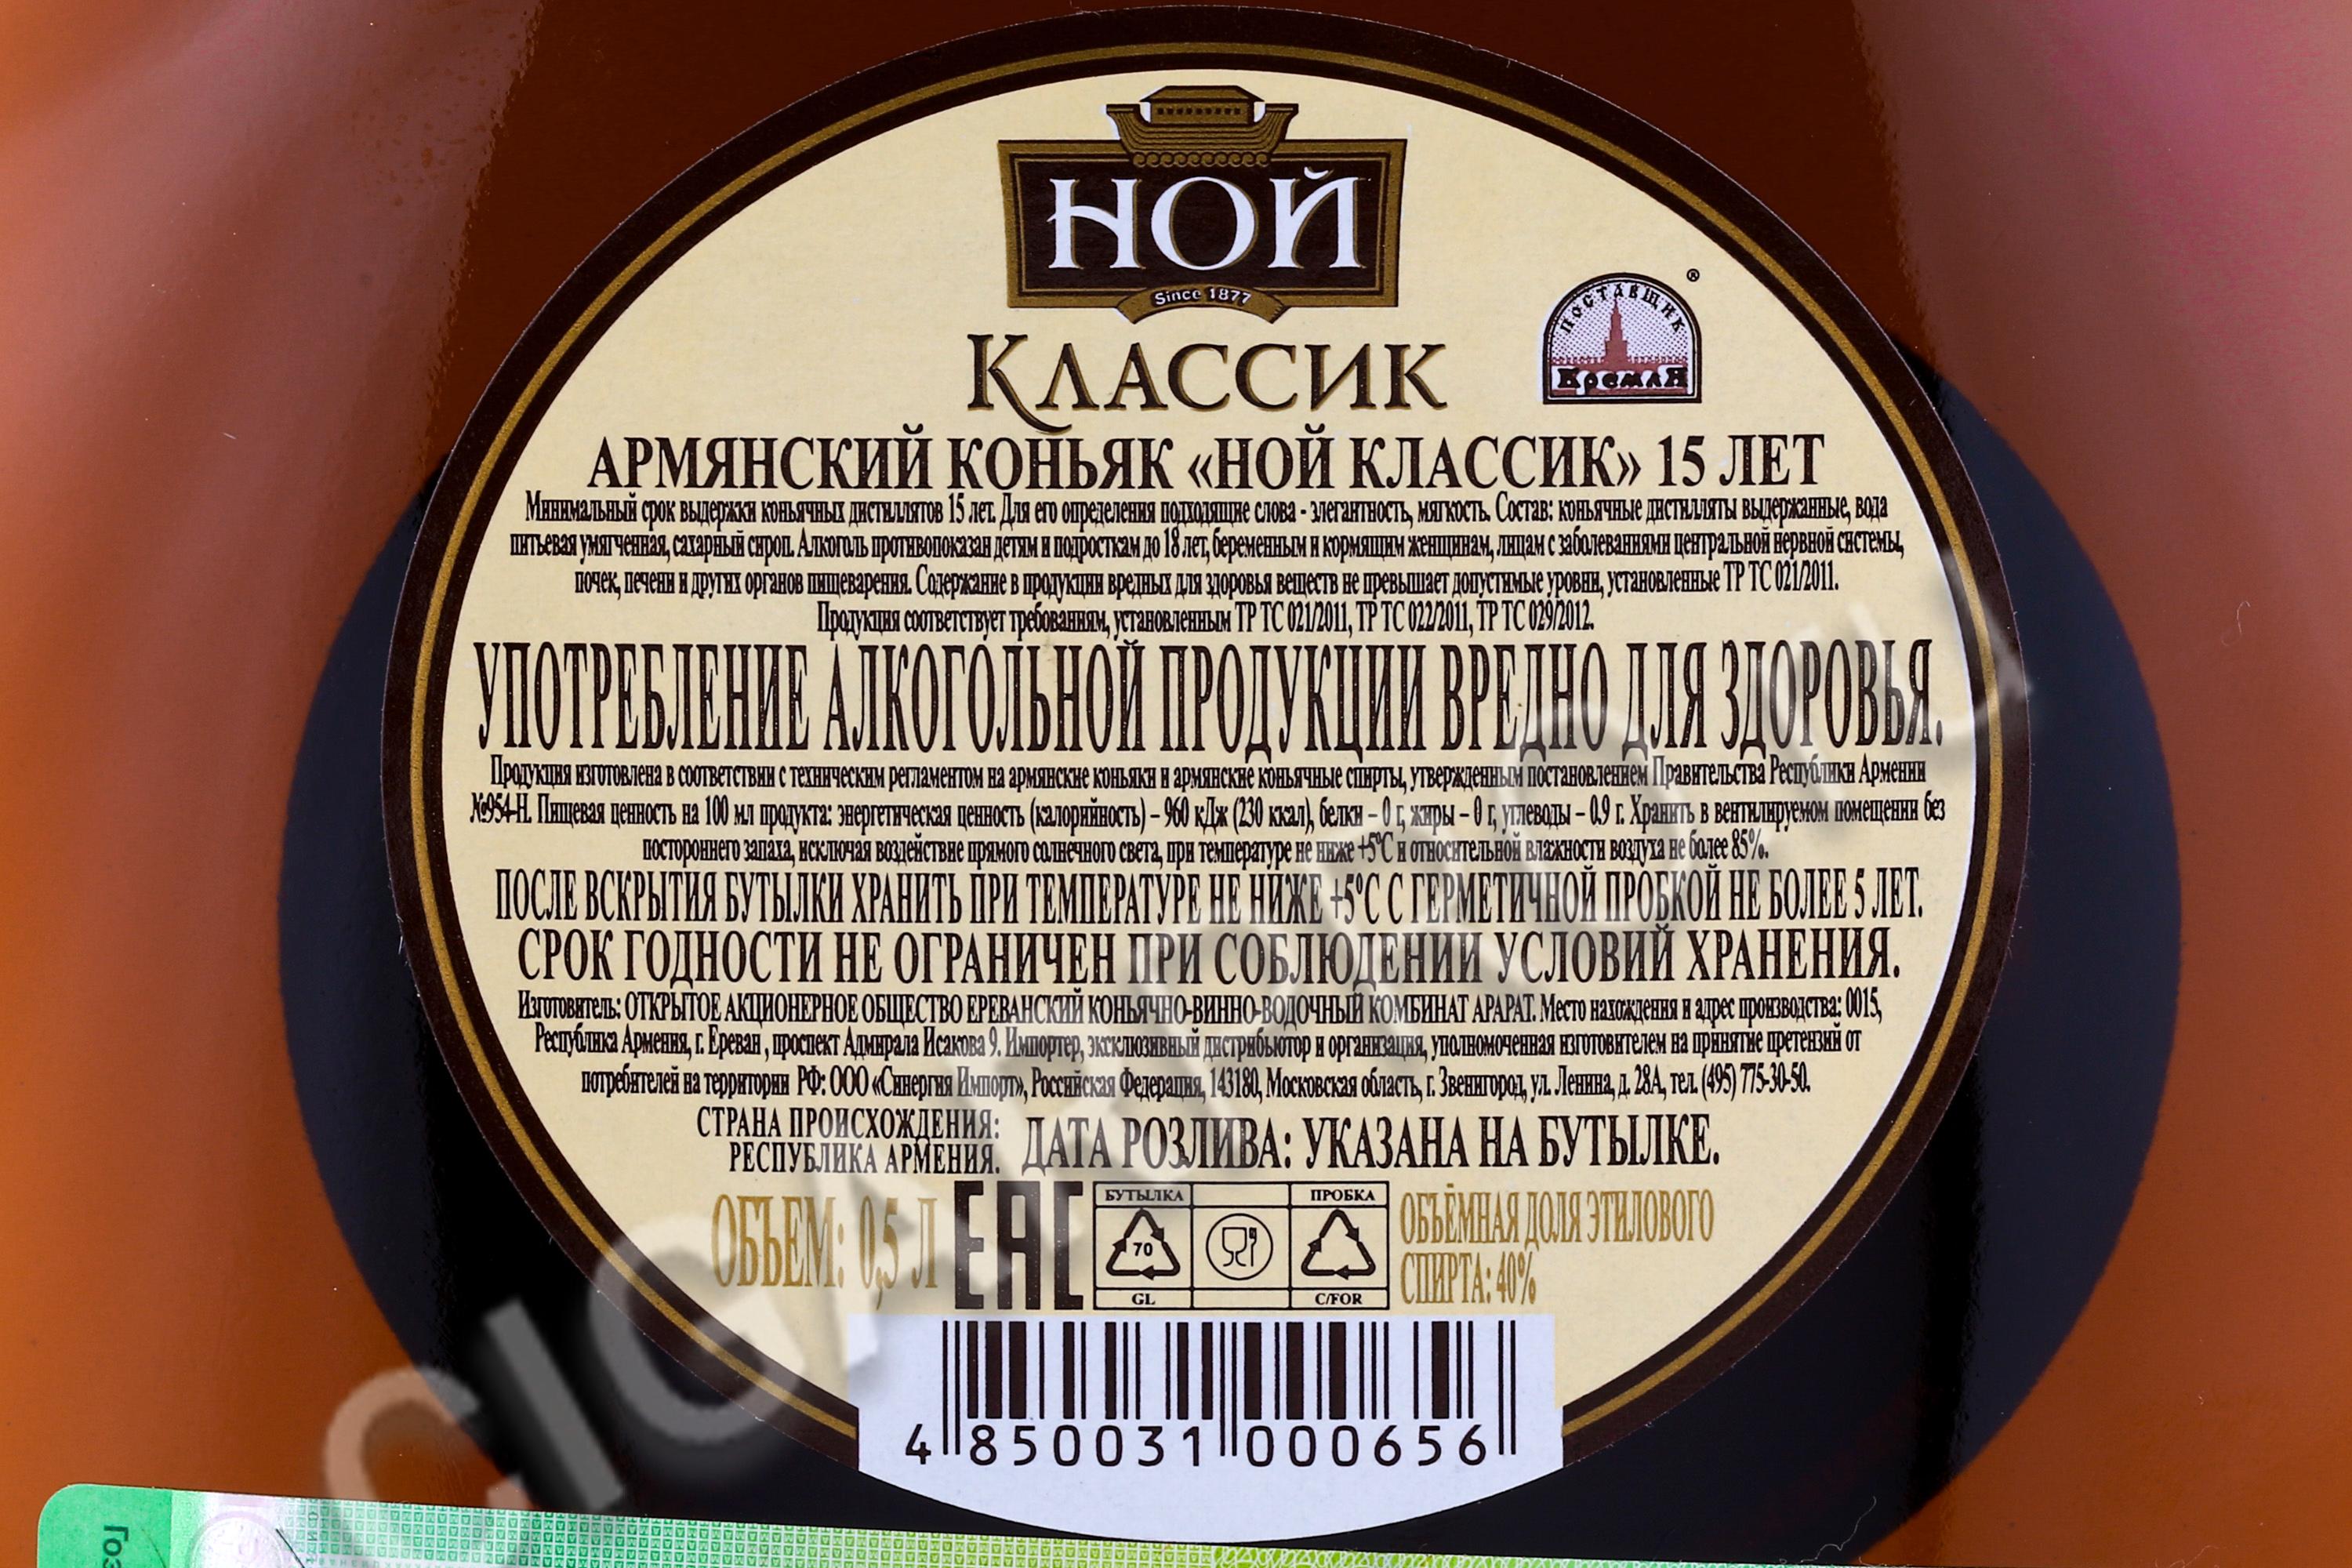 НОЙ
Since 1877
®
ПОСТАВЩИК
КремлЯ
КЛАССИК
АРМЯНСКИЙ КОНЬЯК «НОЙ КЛАССИК» 15 ЛЕТ
Минимальный срок выдержки коньячных дистиллятов 15 лет. Для его определения подходящие слова - элегантность, мягкость. Состав: коньячные дистилляты выдержанные, вода
питьевая умягченная, сахарный сироп. Алкоголь противопоказан детям и подросткам до 18 лет, беременным и кормящим женщинам, лицам с заболеваниями центральной нервной системы,
почек, печени и других органов пищеварения. Содержание в продукции вредных для здоровья веществ не превышает допустимые уровни, установленные ТР ТС 021/2011.
Продукция соответствует требованиям, установленным ТР ТС 021/2011, ТР ТС 022/2011, ТР ТС 029/2012.
УПОТРЕБЛЕНИЕ АЛКОГОЛЬНОЙ ПРОДУКЦИИ ВРЕДНО ДЛЯ ЗДОРОВЬЯ.
Продукция изготовлена в соответствии с техническим регламентом на армянские коньяки и армянские коньячные спирты, утвержденным постановлением Правительства Республики Армении
№954-Н. Пищевая ценность на 100 мл продукта: энергетическая ценность (калорийность) – 960 кДж (230 ккал), белки – 0 г, жиры – 0 г, углеводы – 0.9 г. Хранить в вентилируемом помещении без
постороннего запаха, исключая воздействие прямого солнечного света, при температуре не ниже +5°С и относительной влажности воздуха не более 85%.
ПОСЛЕ ВСКРЫТИЯ БУТЫЛКИ ХРАНИТЬ ПРИ ТЕМПЕРАТУРЕ НЕ НИЖЕ +5°С С ГЕРМЕТИЧНОЙ ПРОБКОЙ НЕ БОЛЕЕ 5 ЛЕТ.
СРОК ГОДНОСТИ НЕ ОГРАНИЧЕН ПРИ СОБЛЮДЕНИИ УСЛОВИЙ ХРАНЕНИЯ.
Изготовитель: ОТКРЫТОЕ АКЦИОНЕРНОЕ ОБЩЕСТВО ЕРЕВАНСКИЙ КОНЬЯЧНО-ВИННО-ВОДОЧНЫЙ КОМБИНАТ АРАРАТ. Место нахождения и адрес производства: 0015,
Республика Армения, г. Ереван , проспект Адмирала Исакова 9. Импортер, эксклюзивный дистрибьютор и организация, уполномоченная изготовителем на принятие претензий от
потребителей на территории РФ: ООО «Синергия Импорт», Российская Федерация, 143180, Московская область, г. Звенигород, ул. Ленина, д. 28А, тел. (495) 775-30-50.
СТРАНА ПРОИСХОЖДЕНИЯ:
РЕСПУБЛИКА АРМЕНИЯ.
ДАТА РОЗЛИВА: УКАЗАНА НА БУТЫЛКЕ.
ОБЪЕМ: 0,5 Л
EAC
БУТЫЛКА
70
GL
ПРОБКА
C/FOR
ОБЪЁМНАЯ ДОЛЯ ЭТИЛОВОГО
СПИРТА: 40%
4 850031 000656